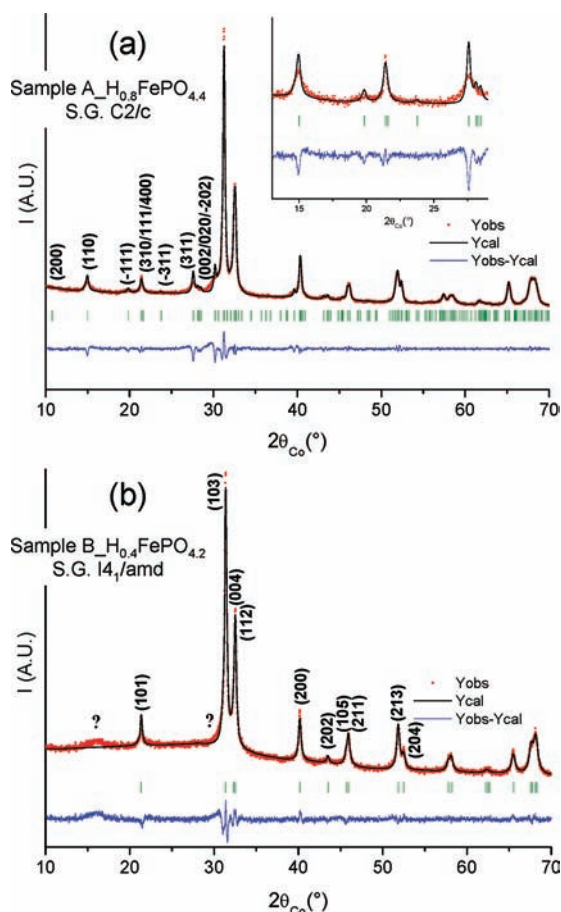 (a)
Sample A_H0.8FePO4.4
S.G. C2/c
I (A.U.)
(200)
(110)
(-111)
(310/111/400)
(-311)
(311)
(002/020/-202)
13 15 20 25
2θCo(°)
Yobs
Ycal
Yobs-Ycal
10 20 30 40 50 60 70
2θCo(°)
(b)
Sample B_H0.4FePO4.2
S.G. I41/amd
I (A.U.)
?
(101)
?
(103)
(004)
(112)
(200)
(202)
(105)
(211)
(213)
(204)
Yobs
Ycal
Yobs-Ycal
10 20 30 40 50 60 70
2θCo(°)